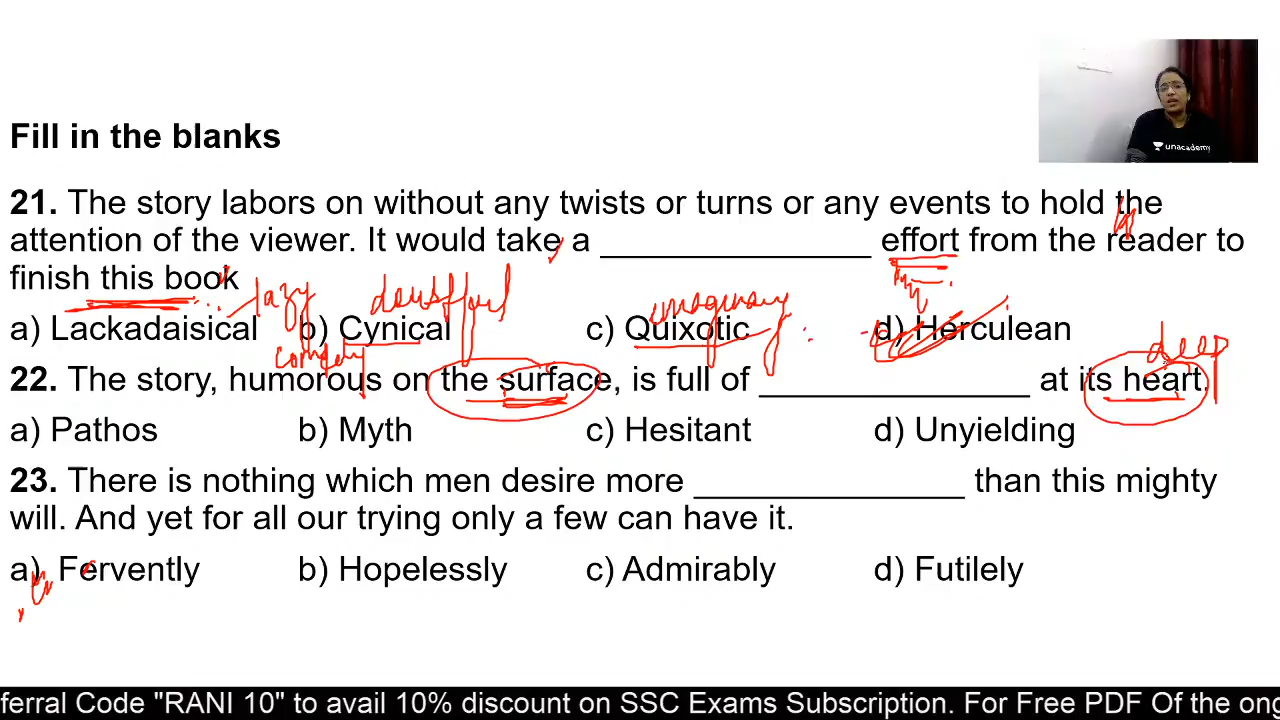 unacademy
Fill in the blanks
21. The story labors on without any twists or turns or any events to hold the
attention of the viewer. It would take a ________________ effort from the reader to
finish this book
lazy doubtful imaginary
a) Lackadaisical b) Cynical c) Quixotic d) Herculean
comedy deep
22. The story, humorous on the surface, is full of ________________ at its heart.
a) Pathos b) Myth c) Hesitant d) Unyielding
23. There is nothing which men desire more ________________ than this mighty
will. And yet for all our trying only a few can have it.
a) Fervently b) Hopelessly c) Admirably d) Futilely
ferral Code "RANI 10" to avail 10% discount on SSC Exams Subscription. For Free PDF Of the ong